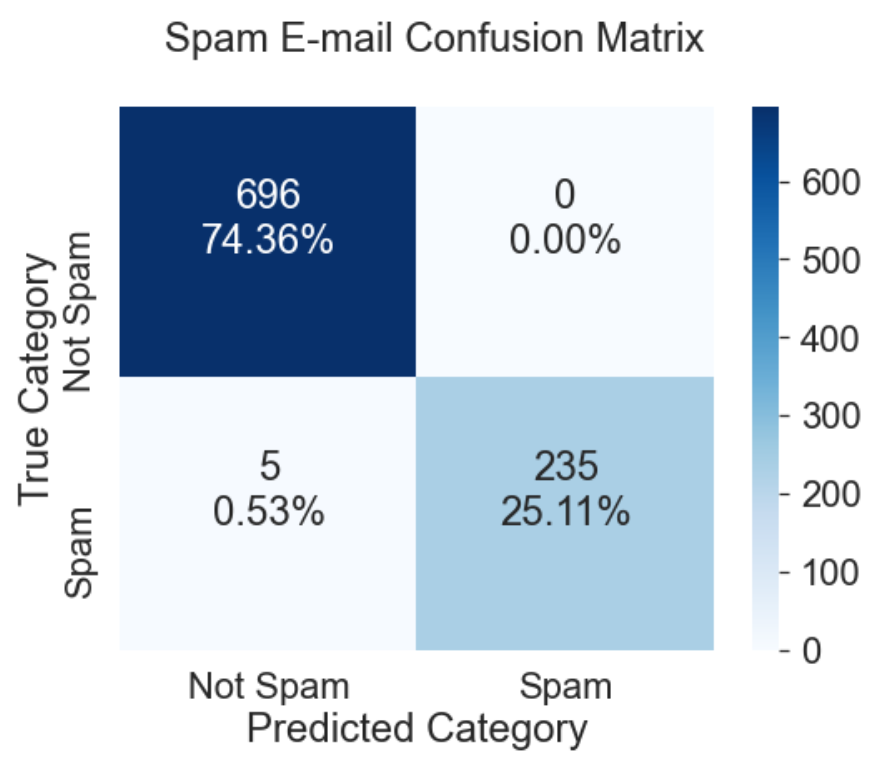 Spam E-mail Confusion Matrix
True Category
Not Spam
Spam
696
74.36%
0
0.00%
5
0.53%
235
25.11%
Not Spam
Spam
Predicted Category
600
500
400
300
200
100
0